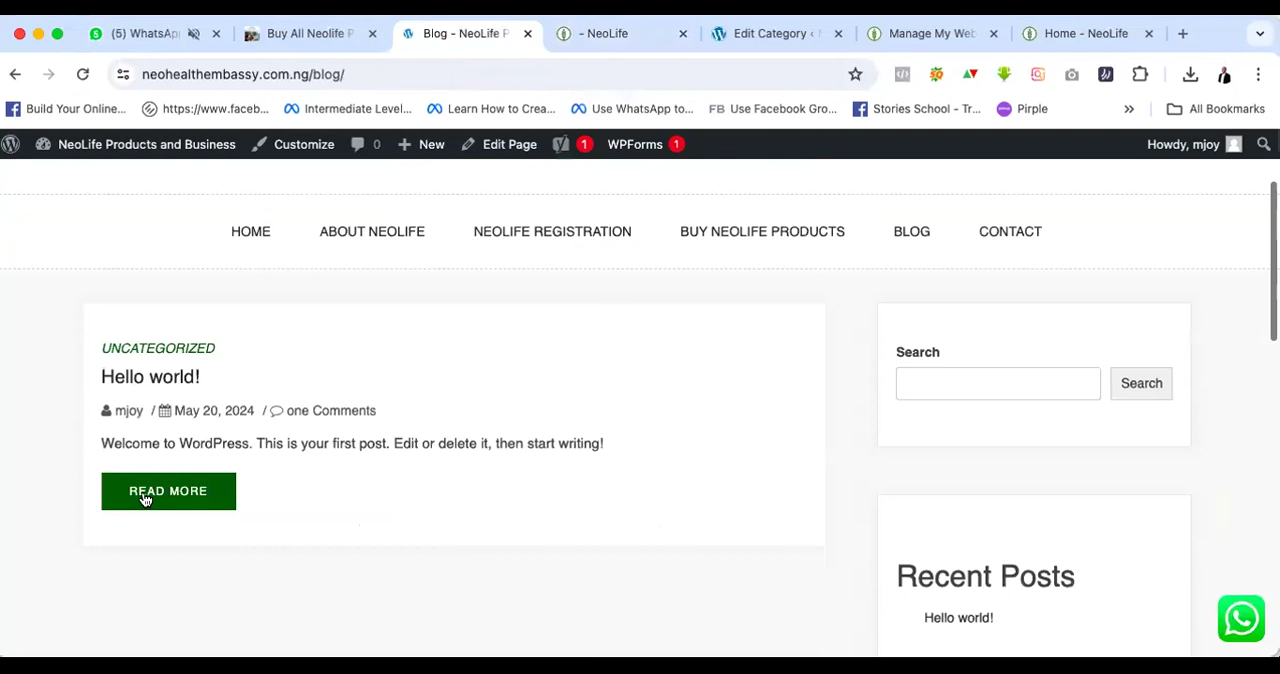 (5) WhatsAp
Buy All Neolife P
Blog - NeoLife P
- NeoLife
Edit Category ‹
Manage My Web
Home - NeoLife
neohealthembassy.com.ng/blog/
Build Your Online...
https://www.faceb...
Intermediate Level...
Learn How to Crea...
Use WhatsApp to...
FB Use Facebook Gro...
Stories School - Tr...
Pirple
»
All Bookmarks
NeoLife Products and Business
Customize
0
New
Edit Page
1
WPForms 1
Howdy, mjoy
HOME
ABOUT NEOLIFE
NEOLIFE REGISTRATION
BUY NEOLIFE PRODUCTS
BLOG
CONTACT
UNCATEGORIZED
Hello world!
mjoy / May 20, 2024 / one Comments
Welcome to WordPress. This is your first post. Edit or delete it, then start writing!
READ MORE
Search
Search
Recent Posts
Hello world!